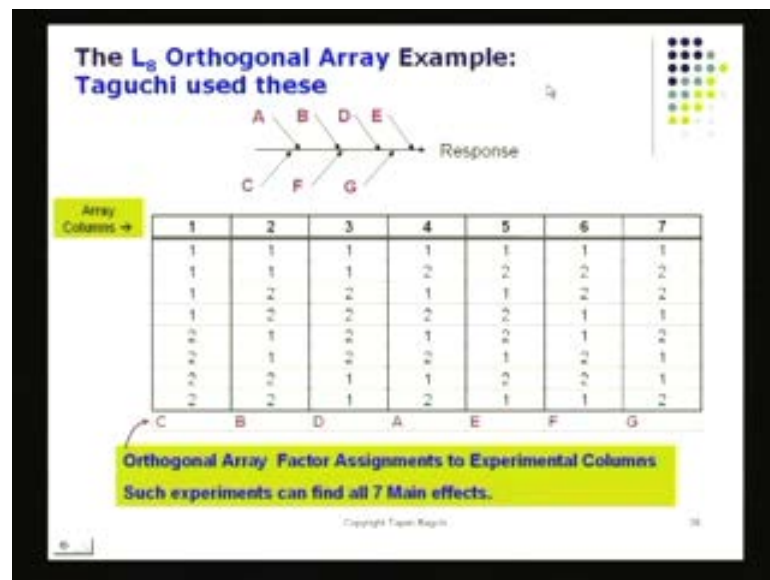 The L8 Orthogonal Array Example:
Taguchi used these
A B D E
Response
C F G
Array
Columns →
1 2 3 4 5 6 7
1 1 1 1 1 1 1
1 1 1 2 2 2 2
1 2 2 1 1 2 2
1 2 2 2 2 1 1
2 1 2 1 2 1 2
2 1 2 2 1 2 1
2 2 1 1 2 2 1
2 2 1 2 1 1 2
C B D A E F G
Orthogonal Array Factor Assignments to Experimental Columns
Such experiments can find all 7 Main effects.
Copyright Tapan Bagchi